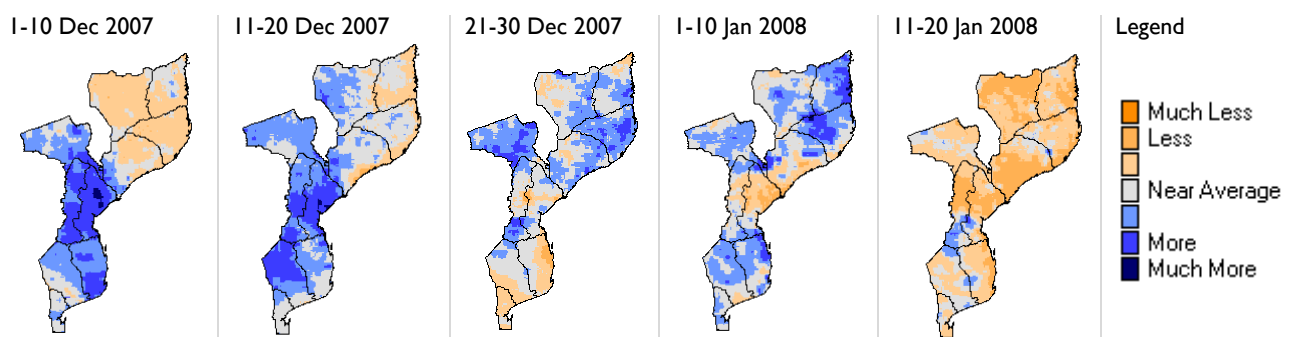 1-10 Dec 2007
11-20 Dec 2007
21-30 Dec 2007
1-10 Jan 2008
11-20 Jan 2008
Legend
Much Less
Less
Near Average
More
Much More